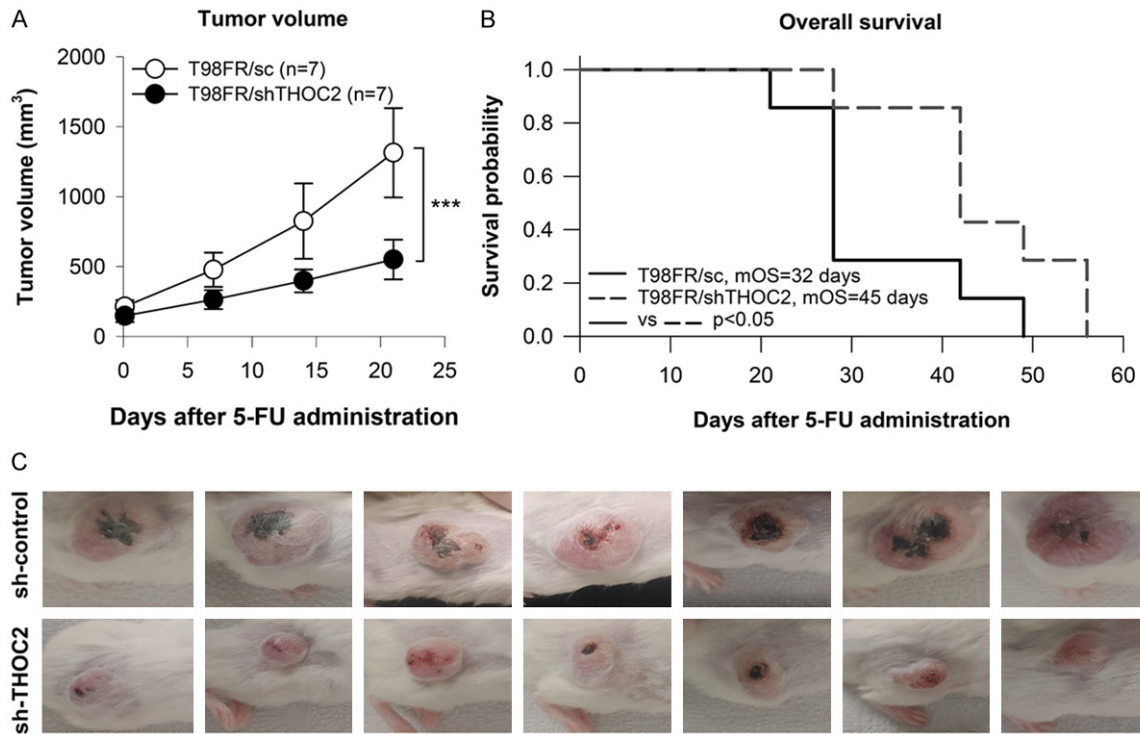 A
Tumor volume
2000
1500
1000
500
0
Tumor volume (mm³)
T98FR/sc (n=7)
T98FR/shTHOC2 (n=7)
***
0 5 10 15 20 25
Days after 5-FU administration
B
Overall survival
1.0
0.8
0.6
0.4
0.2
0.0
Survival probability
T98FR/sc, mOS=32 days
T98FR/shTHOC2, mOS=45 days
vs p<0.05
0 10 20 30 40 50 60
Days after 5-FU administration
C
sh-control
sh-THOC2